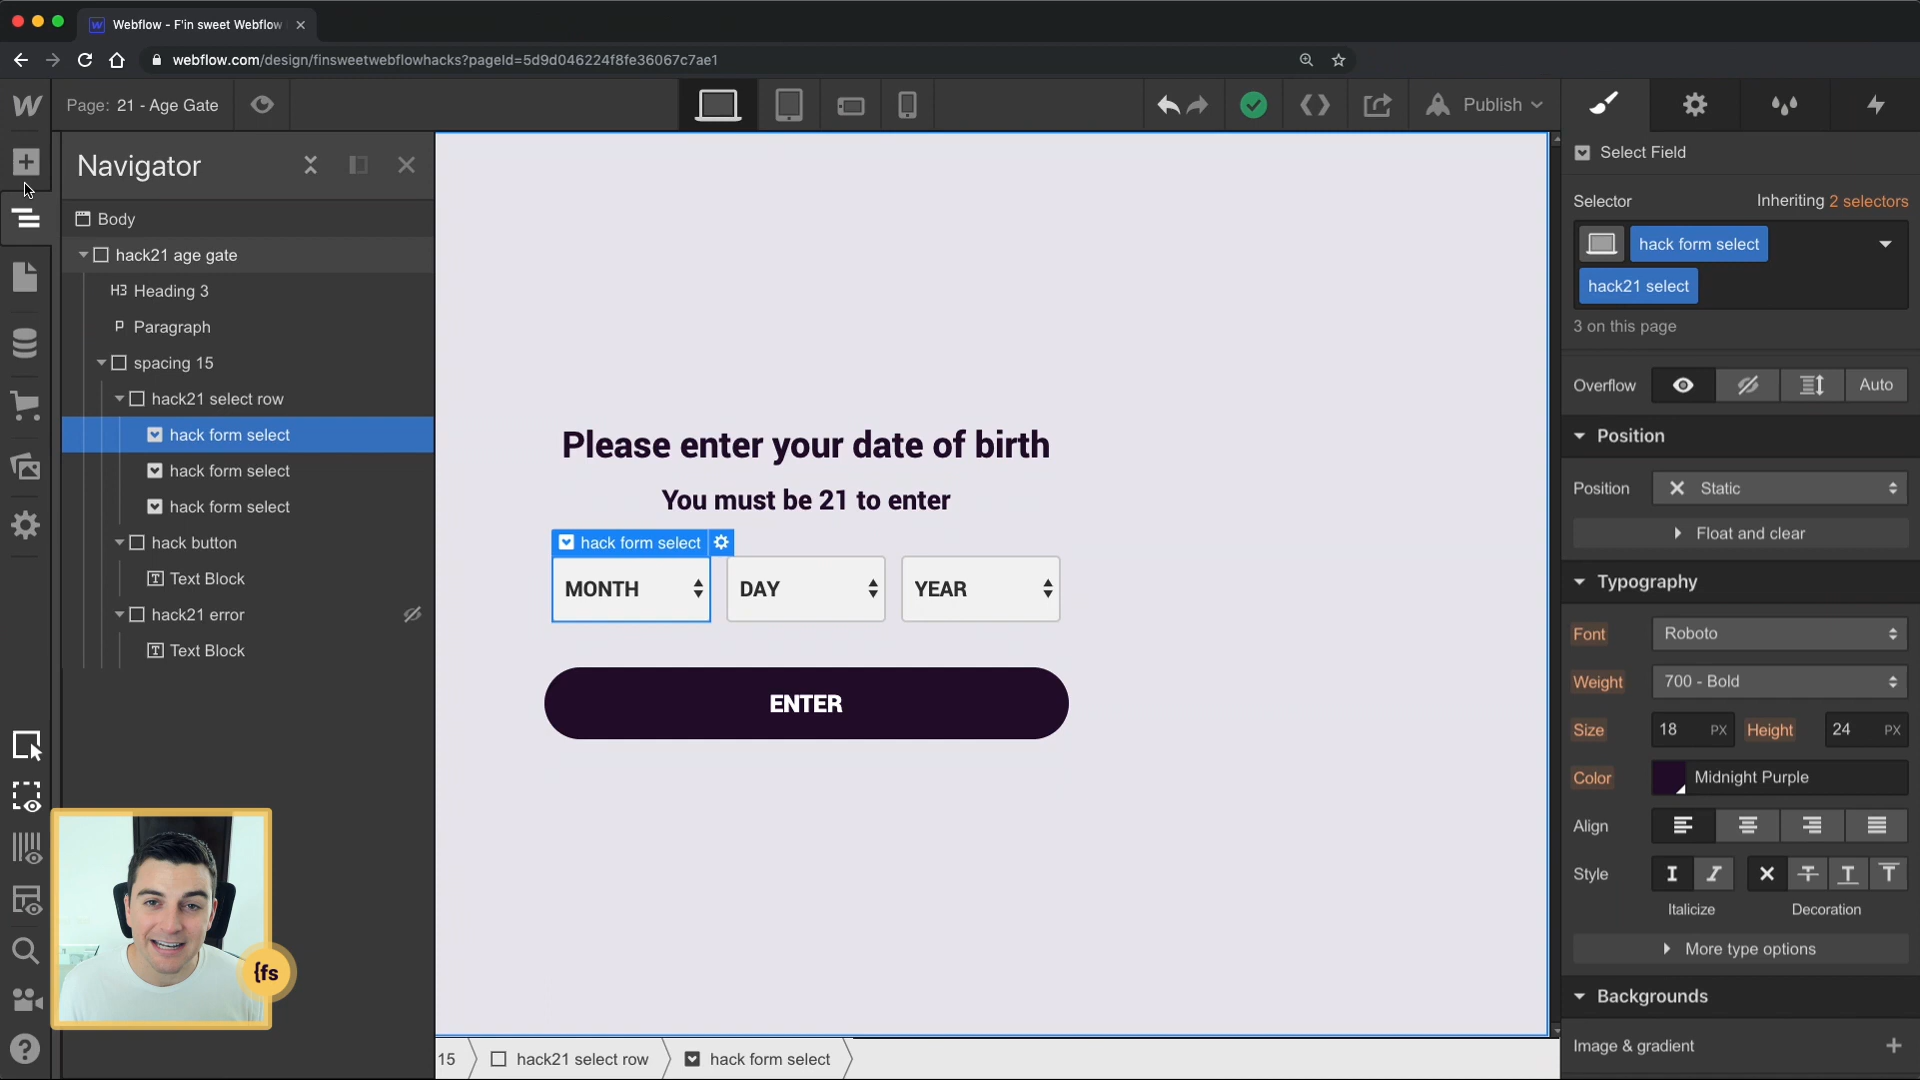 Webflow - F'in sweet Webflow
webflow.com/design/finsweetwebflowhacks?pageId=5d9d046224f8fe36067c7ae1
Page: 21 - Age Gate
Publish
Navigator
Body
hack21 age gate
H3 Heading 3
P Paragraph
spacing 15
hack21 select row
hack form select
hack form select
hack form select
hack button
Text Block
hack21 error
Text Block
{fs
Please enter your date of birth
You must be 21 to enter
hack form select
MONTH
DAY
YEAR
ENTER
15
hack21 select row
hack form select
Select Field
Selector
Inheriting 2 selectors
hack form select
hack21 select
3 on this page
Overflow
Auto
Position
Position
Static
Float and clear
Typography
Font
Roboto
Weight
700 - Bold
Size
18 PX
Height
24 PX
Color
Midnight Purple
Align
Style
Italicize
Decoration
More type options
Backgrounds
Image & gradient